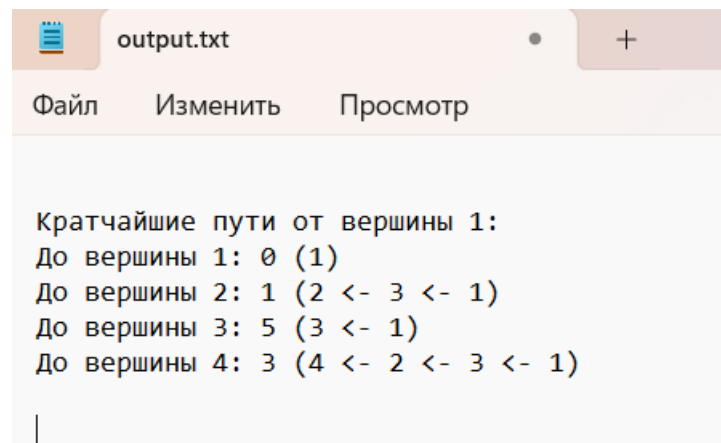 output.txt
Файл Изменить Просмотр
Кратчайшие пути от вершины 1:
До вершины 1: 0 (1)
До вершины 2: 1 (2 <- 3 <- 1)
До вершины 3: 5 (3 <- 1)
До вершины 4: 3 (4 <- 2 <- 3 <- 1)